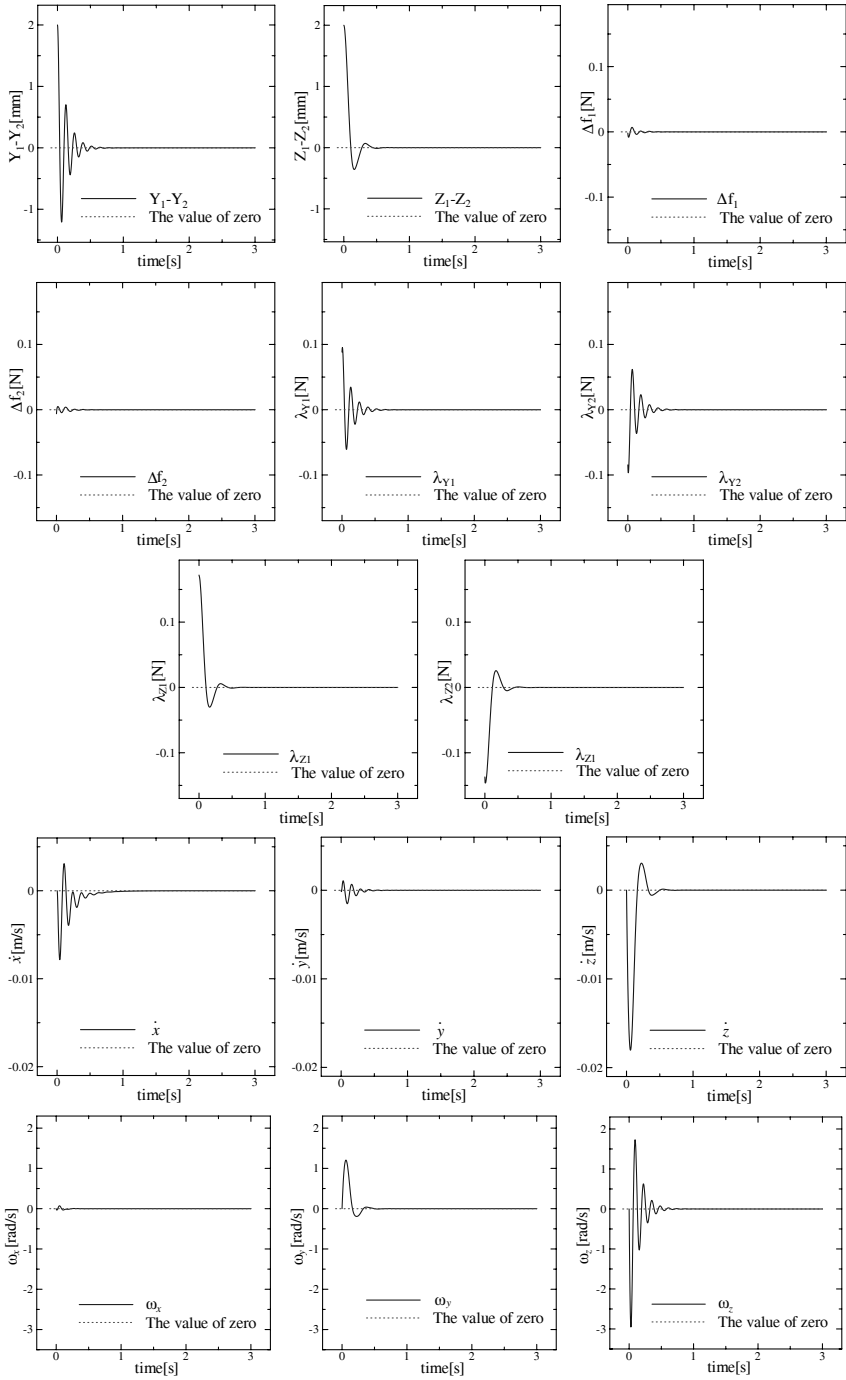 2
1
0
-1
Y₁-Y₂[mm]
Y₁-Y₂
The value of zero
0 1 2 3
time[s]
2
1
0
-1
Z₁-Z₂[mm]
Z₁-Z₂
The value of zero
0 1 2 3
time[s]
0.1
0
-0.1
Δf₁[N]
Δf₁
The value of zero
0 1 2 3
time[s]
0.1
0
-0.1
Δf₂[N]
Δf₂
The value of zero
0 1 2 3
time[s]
0.1
0
-0.1
λY1[N]
λY1
The value of zero
0 1 2 3
time[s]
0.1
0
-0.1
λY2[N]
λY2
The value of zero
0 1 2 3
time[s]
0.1
0
-0.1
λZ1[N]
λZ1
The value of zero
0 1 2 3
time[s]
0.1
0
-0.1
λZ2[N]
λZ1
The value of zero
0 1 2 3
time[s]
0
-0.01
-0.02
ẋ[m/s]
ẋ
The value of zero
0 1 2 3
time[s]
0
-0.01
-0.02
ẏ[m/s]
ẏ
The value of zero
0 1 2 3
time[s]
0
-0.01
-0.02
ż[m/s]
ż
The value of zero
0 1 2 3
time[s]
2
1
0
-1
-2
-3
ωx[rad/s]
ωx
The value of zero
0 1 2 3
time[s]
2
1
0
-1
-2
-3
ωy[rad/s]
ωy
The value of zero
0 1 2 3
time[s]
2
1
0
-1
-2
-3
ωz[rad/s]
ωz
The value of zero
0 1 2 3
time[s]